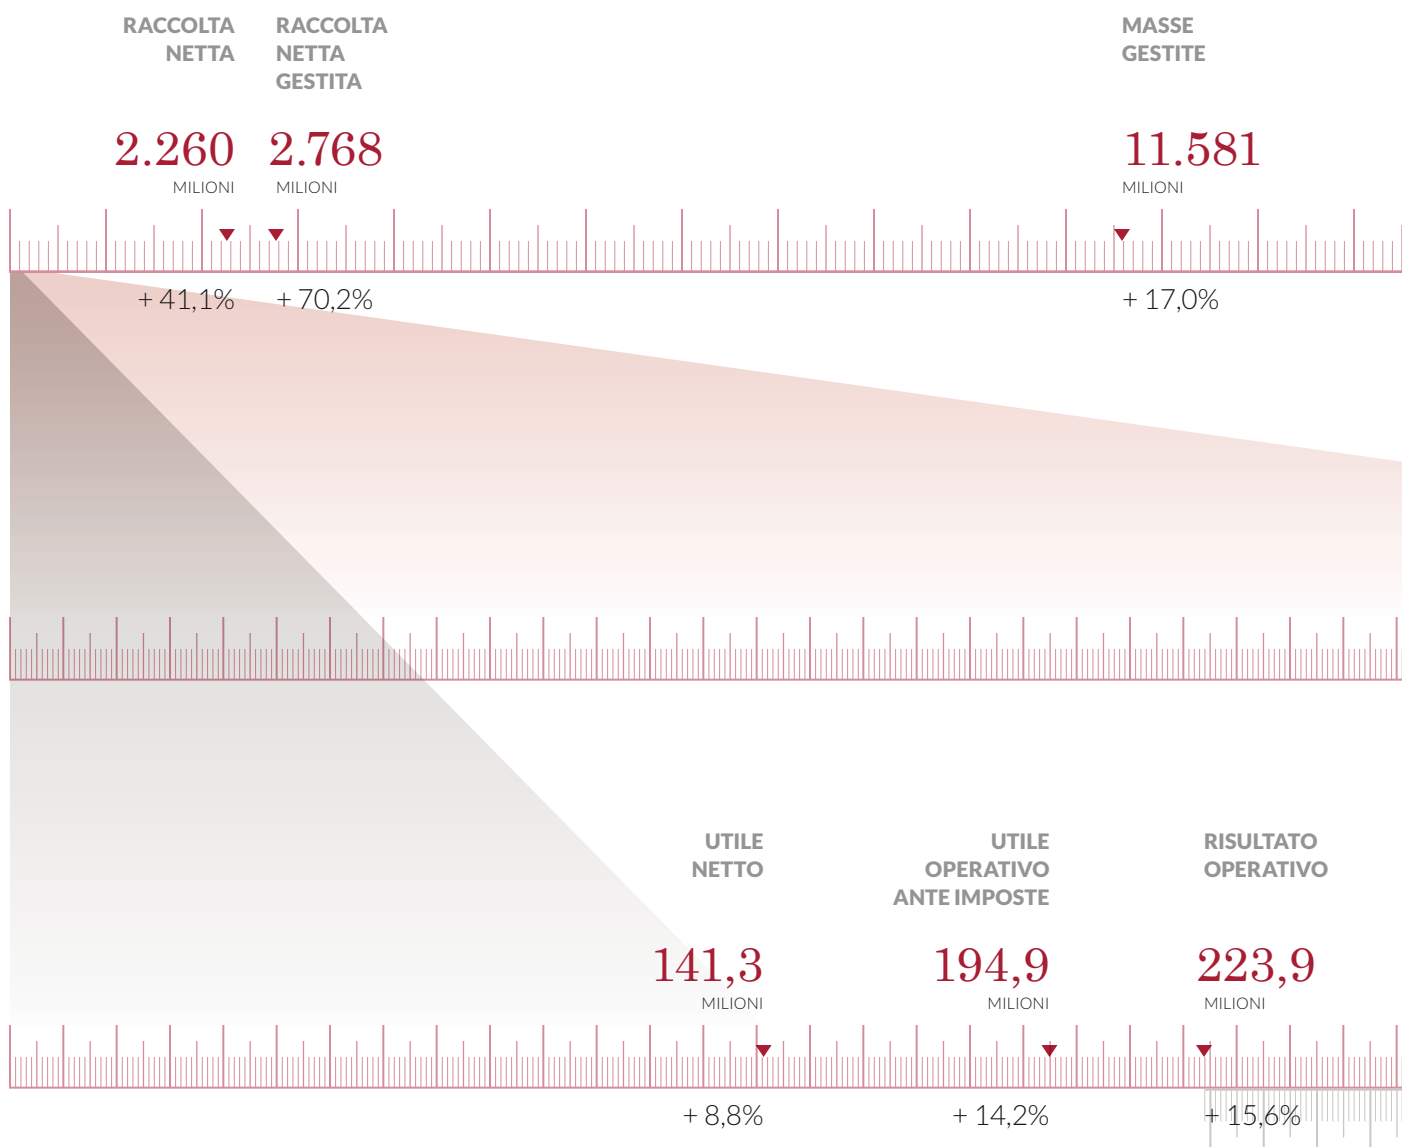 RACCOLTA
NETTA
2.260
MILIONI
+ 41,1%
RACCOLTA
NETTA
GESTITA
2.768
MILIONI
+ 70,2%
MASSE
GESTITE
11.581
MILIONI
+ 17,0%
UTILE
NETTO
141,3
MILIONI
+ 8,8%
UTILE
OPERATIVO
ANTE IMPOSTE
194,9
MILIONI
+ 14,2%
RISULTATO
OPERATIVO
223,9
MILIONI
+ 15,6%